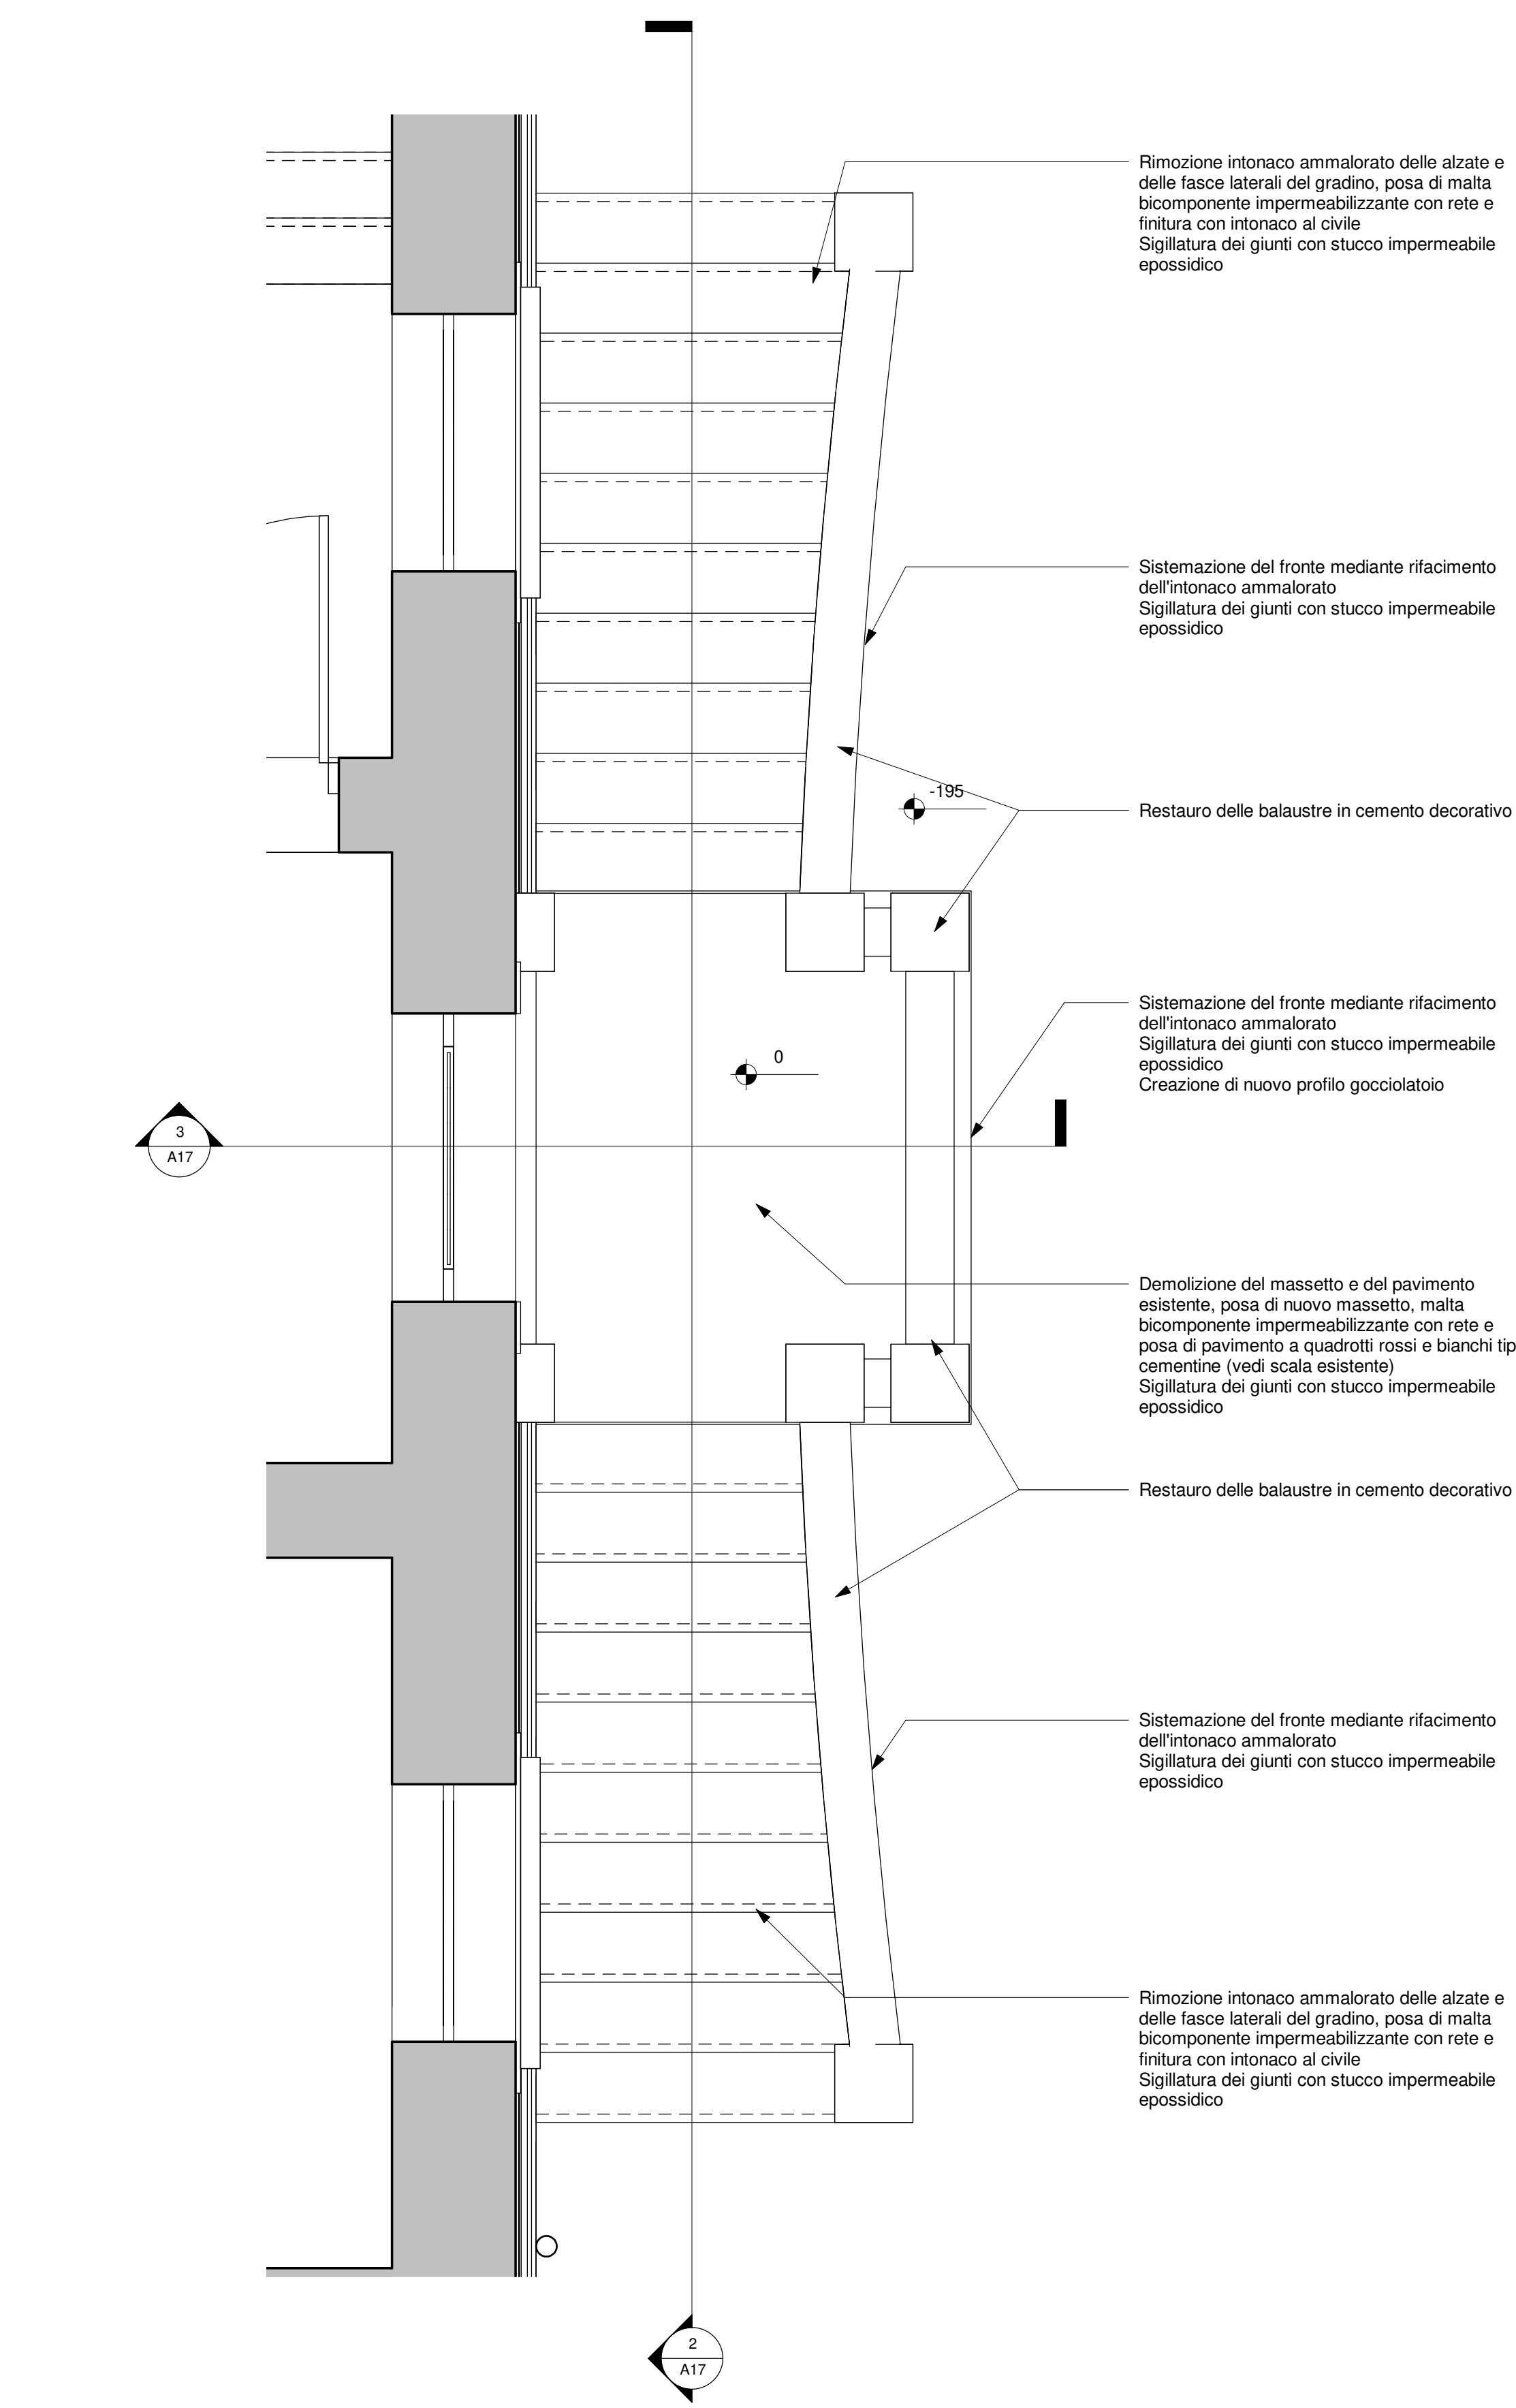 Rimozione intonaco ammalorato delle alzate e
delle fasce laterali del gradino, posa di malta
bicomponente impermeabilizzante con rete e
finitura con intonaco al civile
Sigillatura dei giunti con stucco impermeabile
epossidico
Sistemazione del fronte mediante rifacimento
dell'intonaco ammalorato
Sigillatura dei giunti con stucco impermeabile
epossidico
-195
Restauro delle balaustre in cemento decorativo
Sistemazione del fronte mediante rifacimento
dell'intonaco ammalorato
Sigillatura dei giunti con stucco impermeabile
epossidico
Creazione di nuovo profilo gocciolatoio
0
3
A17
Demolizione del massetto e del pavimento
esistente, posa di nuovo massetto, malta
bicomponente impermeabilizzante con rete e
posa di pavimento a quadrotti rossi e bianchi tip
cementine (vedi scala esistente)
Sigillatura dei giunti con stucco impermeabile
epossidico
Restauro delle balaustre in cemento decorativo
Sistemazione del fronte mediante rifacimento
dell'intonaco ammalorato
Sigillatura dei giunti con stucco impermeabile
epossidico
Rimozione intonaco ammalorato delle alzate e
delle fasce laterali del gradino, posa di malta
bicomponente impermeabilizzante con rete e
finitura con intonaco al civile
Sigillatura dei giunti con stucco impermeabile
epossidico
2
A17